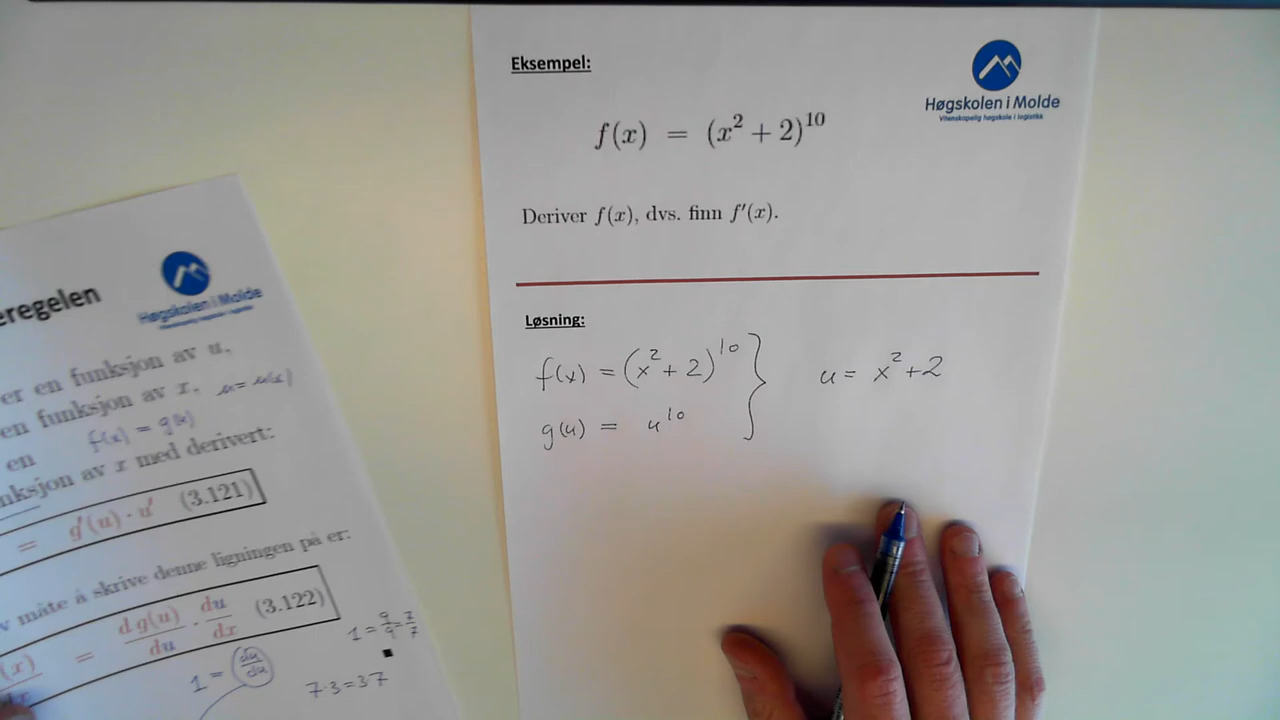 eregelen
Høgskolen i Molde
er en funksjon av u,
en funksjon av x, u = u(x)
en f(x) = g(u)
nksjon av x med derivert:
= g′(u) · u′ (3.121)
v måte å skrive denne ligningen på er:
(x) = d g(u)/du · du/dx (3.122)
1 = 9/9 = 7/7
1 = du/du
7·3=37
Eksempel:
Høgskolen i Molde
Vitenskapelig høgskole i logistikk
f(x) = (x² + 2)¹⁰
Deriver f(x), dvs. finn f′(x).
Løsning:
f(x) = (x² + 2)¹⁰ } u = x² + 2
g(u) = u¹⁰